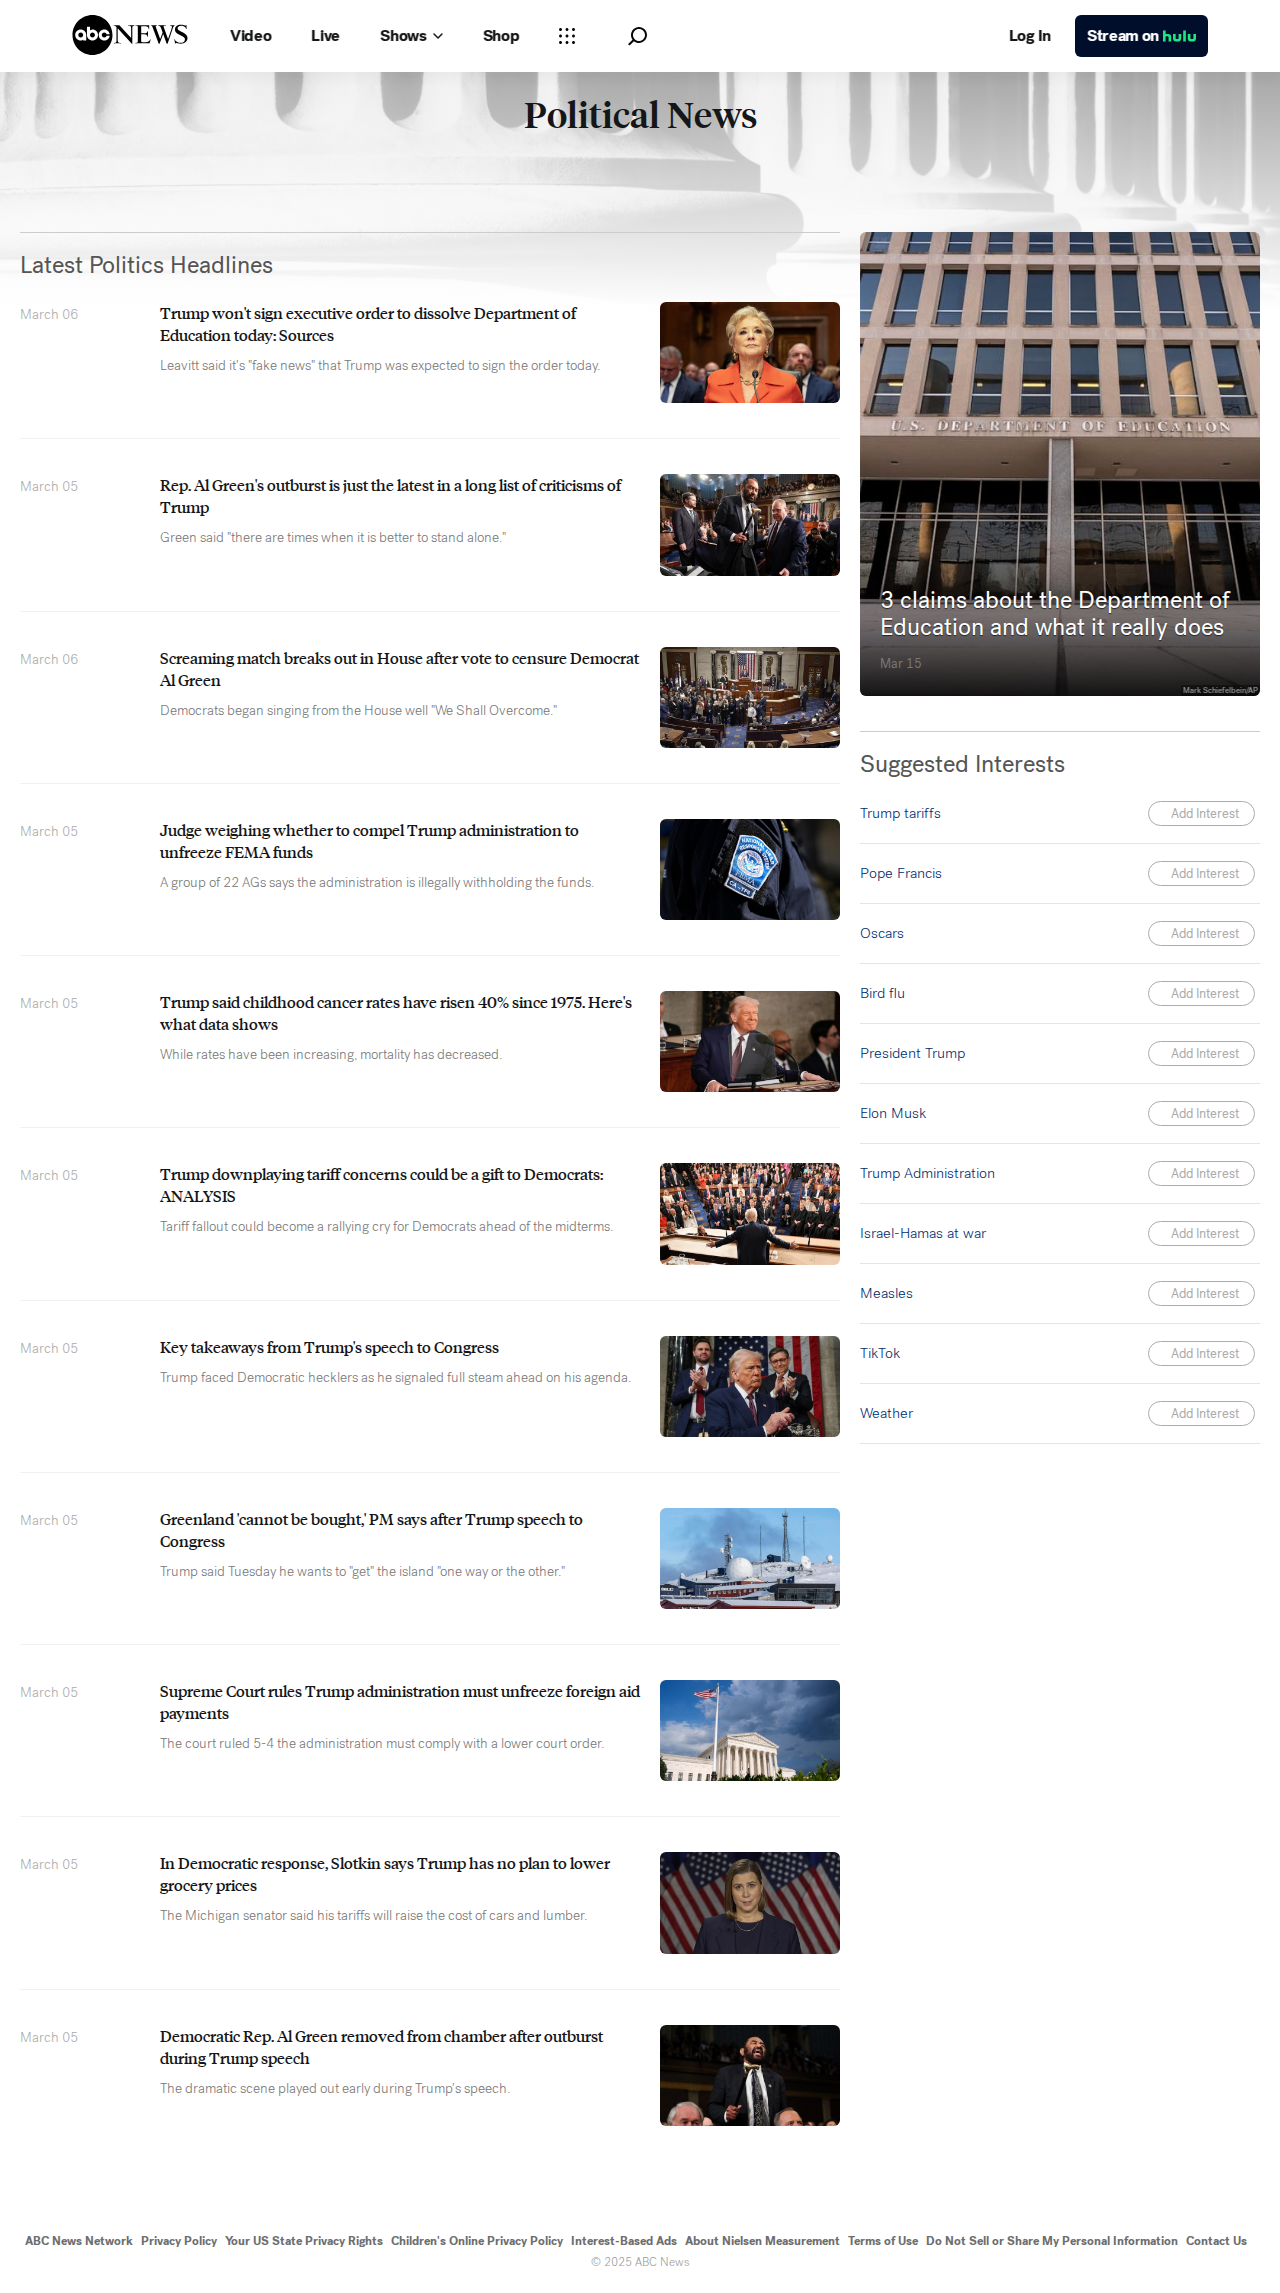 abc NEWS Video Live Shows Shop Log In Stream on hulu
Political News
Latest Politics Headlines
March 06
Trump won't sign executive order to dissolve Department of
Education today: Sources
Leavitt said it's "fake news" that Trump was expected to sign the order today.
March 05
Rep. Al Green's outburst is just the latest in a long list of criticisms of
Trump
Green said "there are times when it is better to stand alone."
March 06
Screaming match breaks out in House after vote to censure Democrat
Al Green
Democrats began singing from the House well "We Shall Overcome."
March 05
Judge weighing whether to compel Trump administration to
unfreeze FEMA funds
A group of 22 AGs says the administration is illegally withholding the funds.
March 05
Trump said childhood cancer rates have risen 40% since 1975. Here's
what data shows
While rates have been increasing, mortality has decreased.
March 05
Trump downplaying tariff concerns could be a gift to Democrats:
ANALYSIS
Tariff fallout could become a rallying cry for Democrats ahead of the midterms.
March 05
Key takeaways from Trump's speech to Congress
Trump faced Democratic hecklers as he signaled full steam ahead on his agenda.
March 05
Greenland 'cannot be bought,' PM says after Trump speech to
Congress
Trump said Tuesday he wants to "get" the island "one way or the other."
March 05
Supreme Court rules Trump administration must unfreeze foreign aid
payments
The court ruled 5-4 the administration must comply with a lower court order.
March 05
In Democratic response, Slotkin says Trump has no plan to lower
grocery prices
The Michigan senator said his tariffs will raise the cost of cars and lumber.
March 05
Democratic Rep. Al Green removed from chamber after outburst
during Trump speech
The dramatic scene played out early during Trump's speech.
U.S. DEPARTMENT OF EDUCATION
3 claims about the Department of
Education and what it really does
Mar 15
Mark Schiefelbein/AP
Suggested Interests
Trump tariffs Add Interest
Pope Francis Add Interest
Oscars Add Interest
Bird flu Add Interest
President Trump Add Interest
Elon Musk Add Interest
Trump Administration Add Interest
Israel-Hamas at war Add Interest
Measles Add Interest
TikTok Add Interest
Weather Add Interest
ABC News Network Privacy Policy Your US State Privacy Rights Children's Online Privacy Policy Interest-Based Ads About Nielsen Measurement Terms of Use Do Not Sell or Share My Personal Information Contact Us
© 2025 ABC News